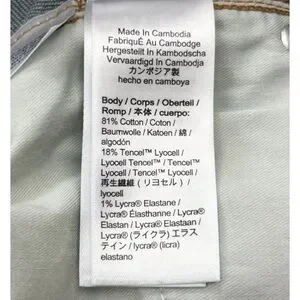 Made In Cambodia
FabriquÉ Au Cambodge
Hergestellt In Kambodscha
Vervaardigd In Cambodja
カンボジア製
hecho en camboya
Body / Corps / Oberteil /
Romp / 本体 / cuerpo:
81% Cotton / Coton /
Baumwolle / Katoen / 綿 /
algodón
18% Tencel™ Lyocell /
Lyocell Tencel™ / Tencel™
Lyocell / Tencel™ Lyocell /
再生繊維 (リヨセル) /
lyocell
1% Lycra® Elastane /
Lycra® Élasthanne / Lycra®
Elastan / Lycra® Elastaan /
Lycra® (ライクラ) エラス
テイン / lycra® (licra)
elastano